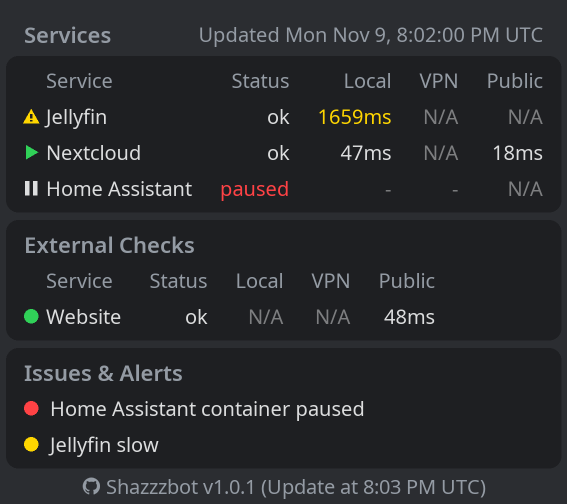 Services Updated Mon Nov 9, 8:02:00 PM UTC
Service Status Local VPN Public
Jellyfin ok 1659ms N/A N/A
Nextcloud ok 47ms N/A 18ms
Home Assistant paused - - N/A
External Checks
Service Status Local VPN Public
Website ok N/A N/A 48ms
Issues & Alerts
Home Assistant container paused
Jellyfin slow
Shazzzbot v1.0.1 (Update at 8:03 PM UTC)